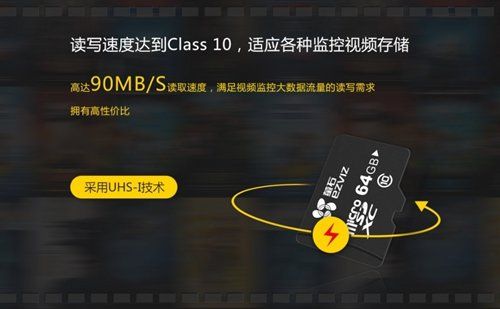 读写速度达到Class 10，适应各种监控视频存储
高达90MB/S读取速度，满足视频监控大数据流量的读写需求
拥有高性价比
采用UHS-I技术
萤石
ezviz
64GB
10
micro
SD
XC